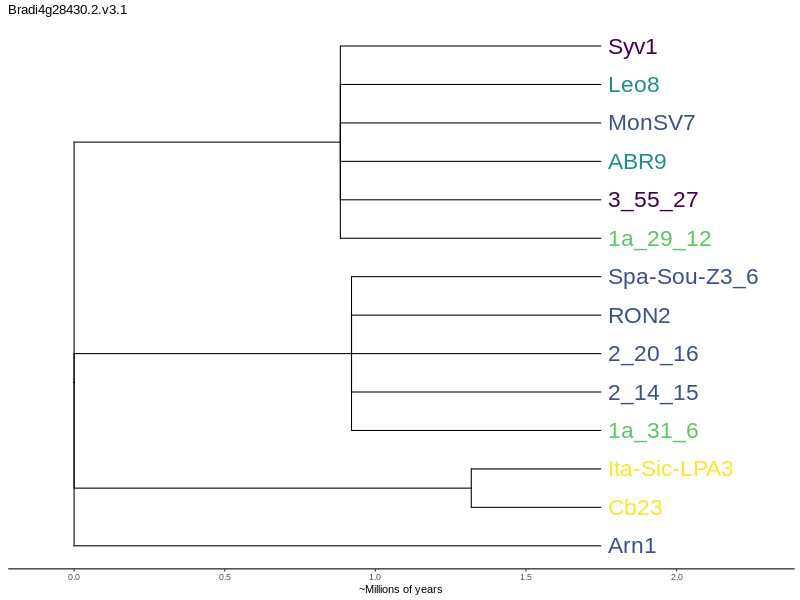 Bradi4g28430.2.v3.1
Syv1
Leo8
MonSV7
ABR9
3_55_27
1a_29_12
Spa-Sou-Z3_6
RON2
2_20_16
2_14_15
1a_31_6
Ita-Sic-LPA3
Cb23
Arn1
0.0 0.5 1.0 1.5 2.0
~Millions of years